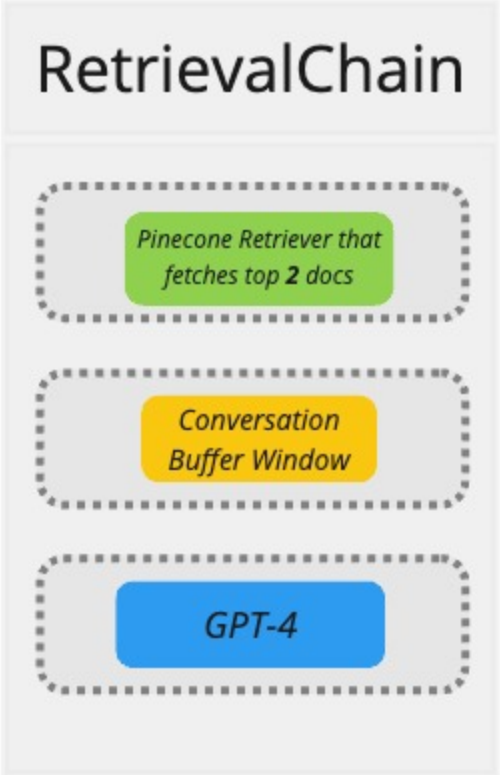 RetrievalChain
Pinecone Retriever that
fetches top 2 docs
Conversation
Buffer Window
GPT-4